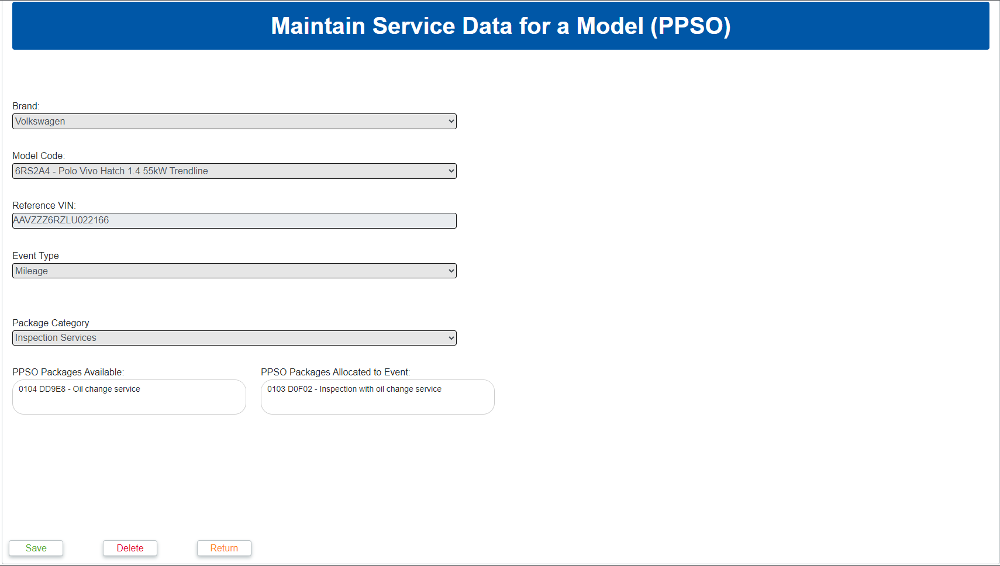 Maintain Service Data for a Model (PPSO)
Brand:
Volkswagen
Model Code:
6RS2A4 - Polo Vivo Hatch 1.4 55kW Trendline
Reference VIN:
AAVZZZ6RZLU022166
Event Type
Mileage
Package Category
Inspection Services
PPSO Packages Available:
0104 DD9E8 - Oil change service
PPSO Packages Allocated to Event:
0103 D0F02 - Inspection with oil change service
Save Delete Return